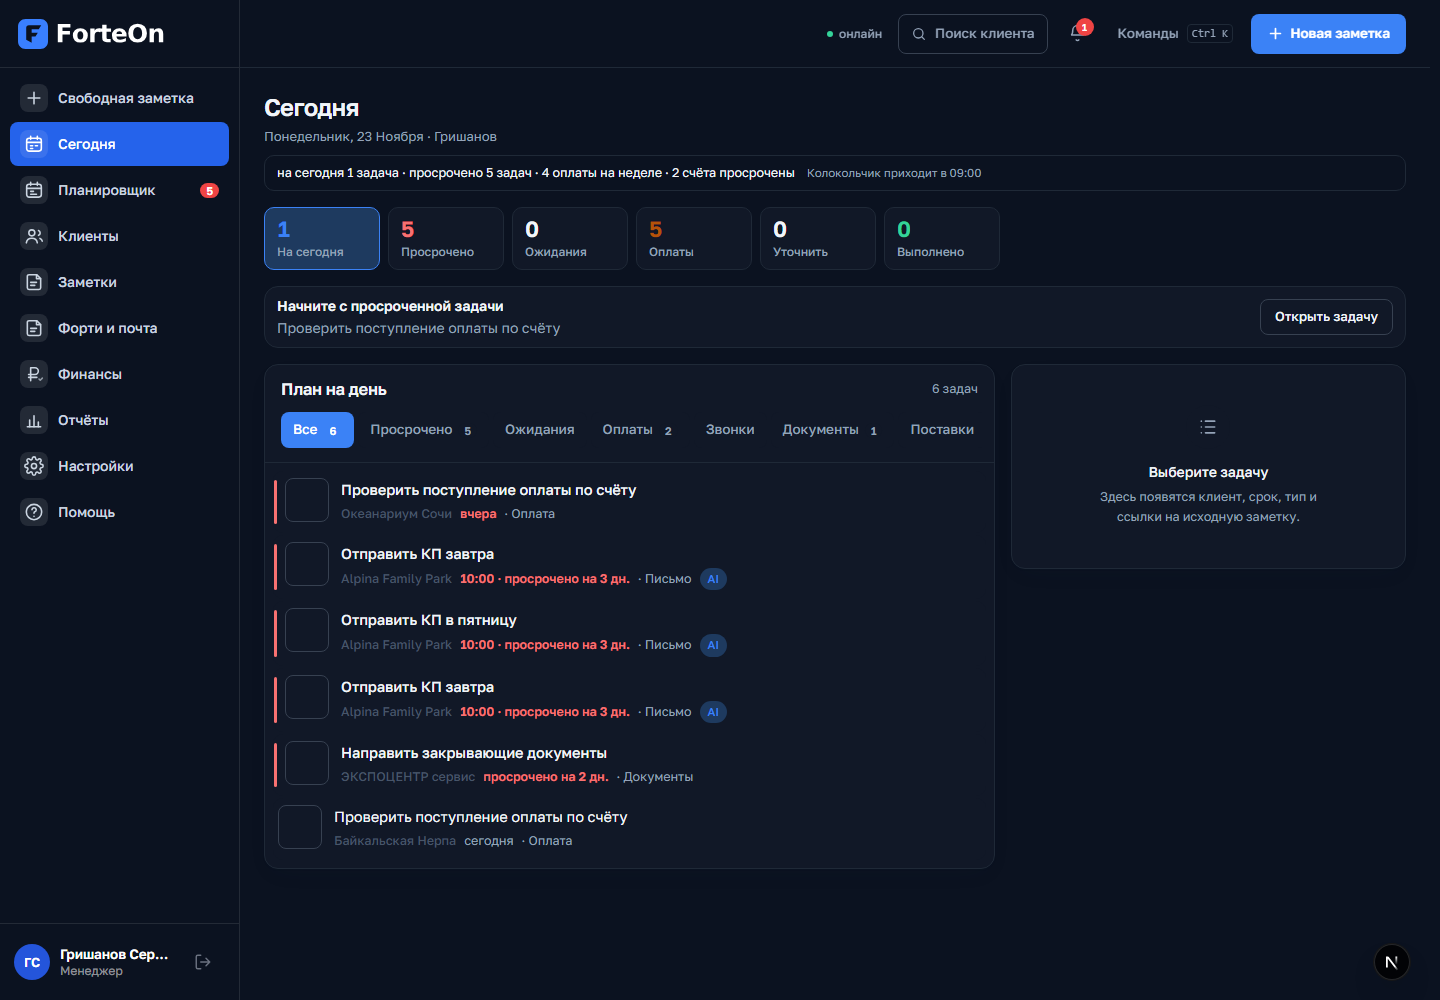 ForteOn
онлайн
Поиск клиента
1
Команды Ctrl K
Новая заметка
Свободная заметка
Сегодня
Планировщик 5
Клиенты
Заметки
Форти и почта
Финансы
Отчёты
Настройки
Помощь
ГС
Гришанов Сер...
Менеджер
Сегодня
Понедельник, 23 Ноября · Гришанов
на сегодня 1 задача · просрочено 5 задач · 4 оплаты на неделе · 2 счёта просрочены Колокольчик приходит в 09:00
1
На сегодня
5
Просрочено
0
Ожидания
5
Оплаты
0
Уточнить
0
Выполнено
Начните с просроченной задачи
Проверить поступление оплаты по счёту
Открыть задачу
План на день
6 задач
Все 6 Просрочено 5 Ожидания Оплаты 2 Звонки Документы 1 Поставки
Проверить поступление оплаты по счёту
Океанариум Сочи вчера · Оплата
Отправить КП завтра
Alpina Family Park 10:00 · просрочено на 3 дн. · Письмо AI
Отправить КП в пятницу
Alpina Family Park 10:00 · просрочено на 3 дн. · Письмо AI
Отправить КП завтра
Alpina Family Park 10:00 · просрочено на 3 дн. · Письмо AI
Направить закрывающие документы
ЭКСПОЦЕНТР сервис просрочено на 2 дн. · Документы
Проверить поступление оплаты по счёту
Байкальская Нерпа сегодня · Оплата
Выберите задачу
Здесь появятся клиент, срок, тип и
ссылки на исходную заметку.
N